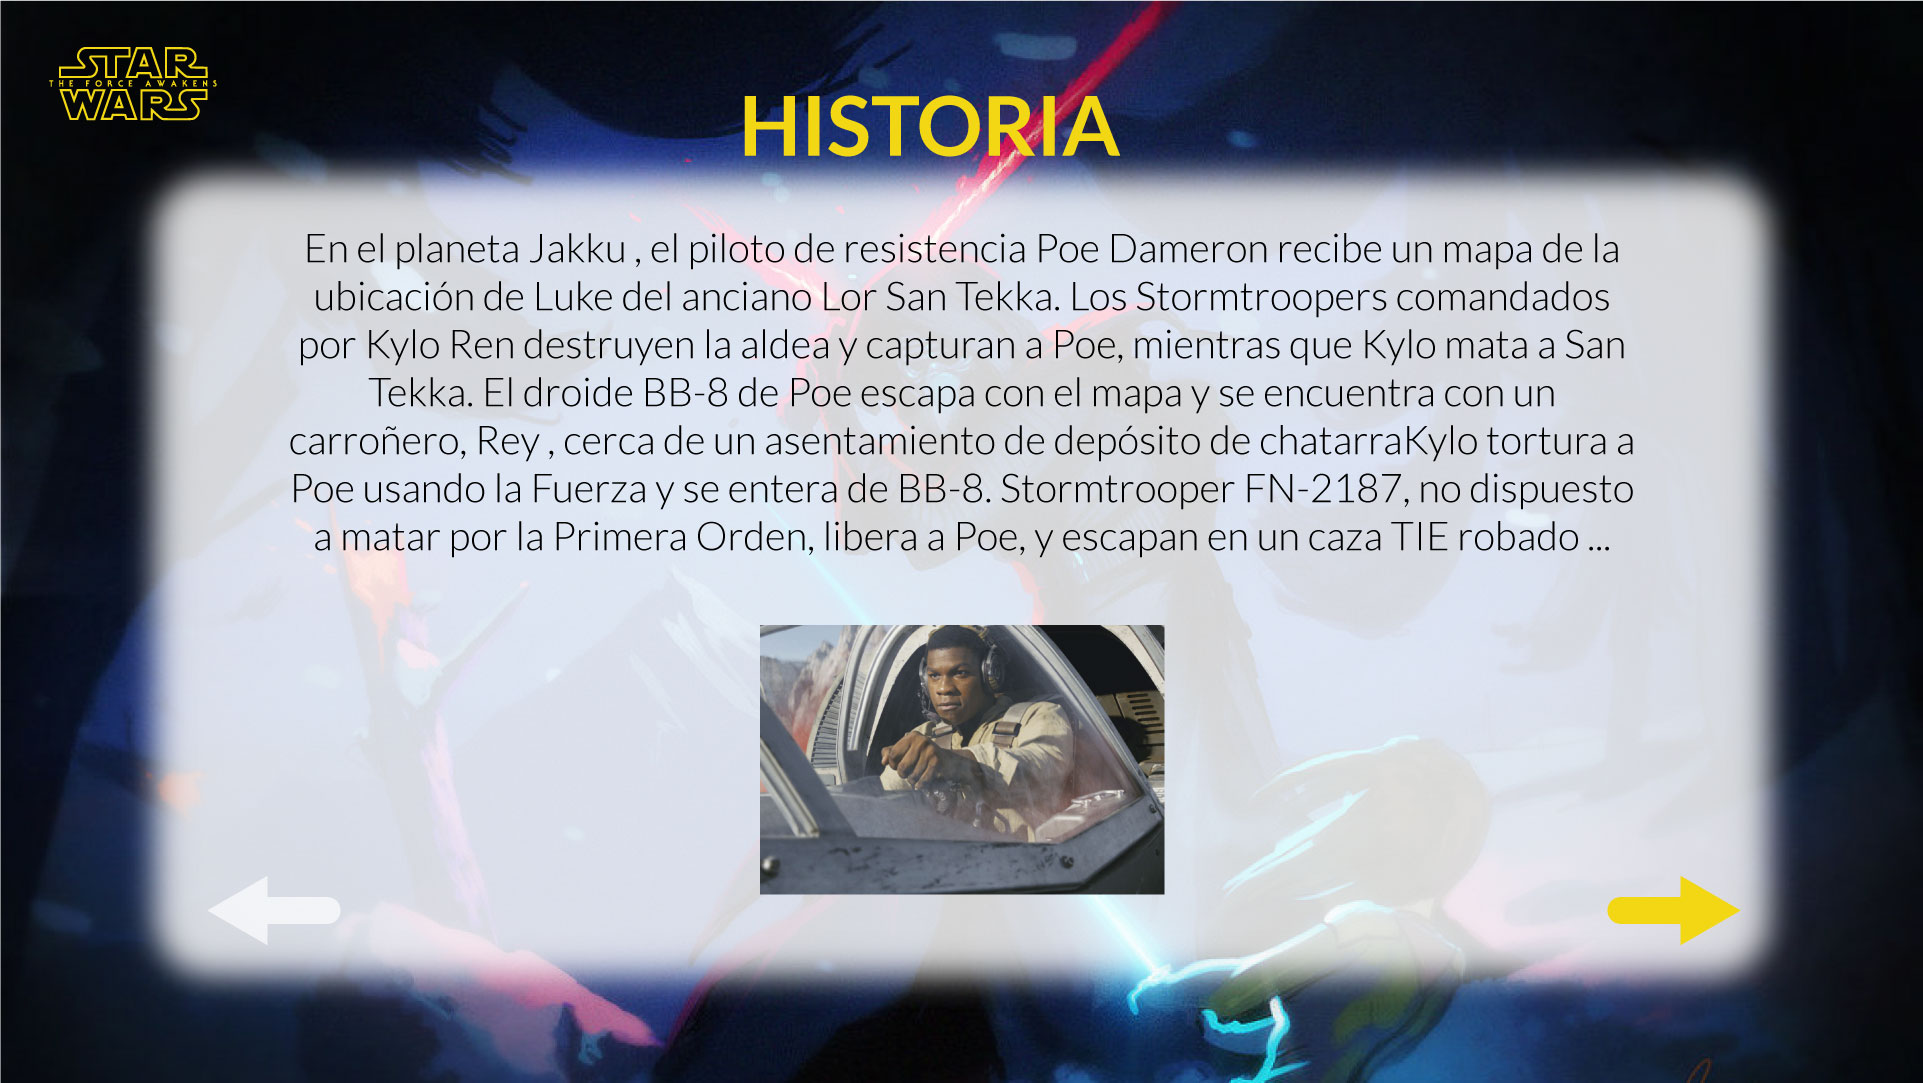 STAR
THE FORCE AWAKENS
WARS
HISTORIA
En el planeta Jakku , el piloto de resistencia Poe Dameron recibe un mapa de la
ubicación de Luke del anciano Lor San Tekka. Los Stormtroopers comandados
por Kylo Ren destruyen la aldea y capturan a Poe, mientras que Kylo mata a San
Tekka. El droide BB-8 de Poe escapa con el mapa y se encuentra con un
carroñero, Rey , cerca de un asentamiento de depósito de chatarraKylo tortura a
Poe usando la Fuerza y se entera de BB-8. Stormtrooper FN-2187, no dispuesto
a matar por la Primera Orden, libera a Poe, y escapan en un caza TIE robado ...